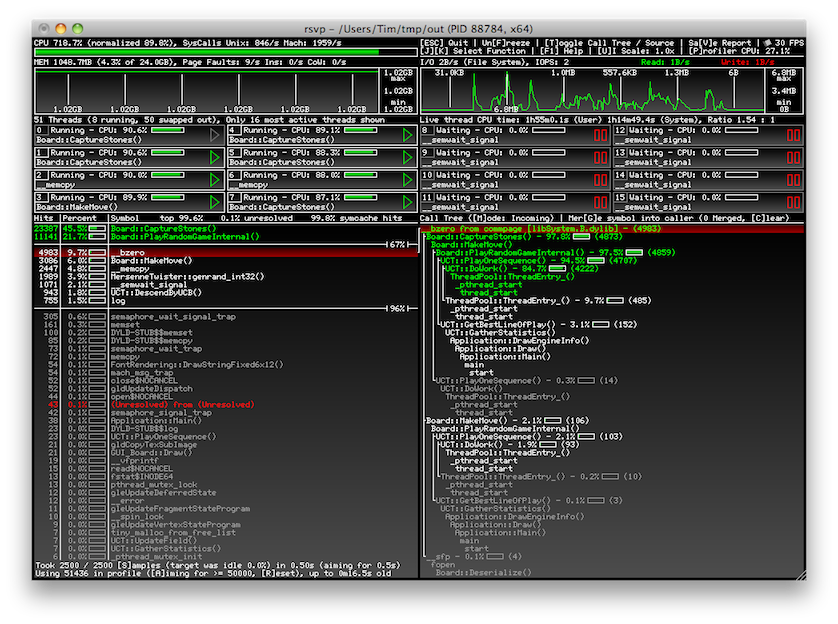 rsvp – /Users/Tim/tmp/out (PID 88784, x64)
CPU 718.7% (normalized 89.8%), SysCalls Unix: 846/s Mach: 1959/s
[ESC] Quit | Un[F]reeze | [T]oggle Call Tree / Source | Sa[V]e Report | 30 FPS
[J][K] Select Function | [F1] Help | [U]I Scale: 1.0x | [P]rofiler CPU: 27.1%
MEM 1048.7MB (4.3% of 24.0GB), Page Faults: 9/s Ins: 0/s CoW: 0/s
I/O 2B/s (File System), IOPS: 2 Read: 1B/s Write: 1B/s
1.02GB max 1.02GB min 1.02GB
1.02GB 1.02GB 1.02GB 1.02GB 1.02GB 1.02GB
31.0KB 1.0MB 557.6KB 1.3MB 6B 6.8MB max 3.4MB min 0B
6.8MB
51 Threads (8 running, 50 swapped out), Only 16 most active threads shown
Live thread CPU time: 1h55m0.1s (User) 1h14m49.4s (System), Ratio 1.54 : 1
0 Running - CPU: 90.6%
Board::CaptureStones()
4 Running - CPU: 89.1%
Board::CaptureStones()
8 Waiting - CPU: 0.0%
__semwait_signal
12 Waiting - CPU: 0.0%
__semwait_signal
1 Running - CPU: 90.6%
Board::CaptureStones()
5 Running - CPU: 88.3%
Board::CaptureStones()
9 Waiting - CPU: 0.0%
__semwait_signal
13 Waiting - CPU: 0.0%
__semwait_signal
2 Running - CPU: 90.0%
__memcpy
6 Running - CPU: 88.0%
__memcpy
10 Waiting - CPU: 0.0%
__semwait_signal
14 Waiting - CPU: 0.0%
__semwait_signal
3 Running - CPU: 89.9%
Board::MakeMove()
7 Running - CPU: 87.1%
Board::CaptureStones()
11 Waiting - CPU: 0.0%
__semwait_signal
15 Waiting - CPU: 0.0%
__semwait_signal
Hits Percent Symbol top 99.6% 0.1% unresolved 99.8% symcache hits
23387 45.5% Board::CaptureStones()
11141 21.7% Board::PlayRandomGameInternal()
67%
4983 9.7% __bzero
3086 6.0% Board::MakeMove()
2447 4.8% __memcpy
1989 3.9% MersenneTwister::genrand_int32()
1071 2.1% __semwait_signal
943 1.8% UCT::DescendByUCB()
755 1.5% log
96%
305 0.6% semaphore_wait_signal_trap
161 0.3% memset
100 0.2% DYLD-STUB$$memset
85 0.2% DYLD-STUB$$memcpy
73 0.1% semaphore_wait_trap
72 0.1% memcpy
54 0.1% FontRendering::DrawStringFixed6x12()
54 0.1% mach_msg_trap
52 0.1% close$NOCANCEL
52 0.1% gldUpdateDispatch
44 0.1% open$NOCANCEL
43 0.1% (Unresolved) from (Unresolved)
42 0.1% semaphore_signal_trap
38 0.1% Application::Main()
23 0.0% DYLD-STUB$$log
23 0.0% UCT::PlayOneSequence()
21 0.0% gldCopyTexSubImage
21 0.0% GUI_Board::Draw()
19 0.0% __vfprintf
15 0.0% read$NOCANCEL
13 0.0% fstat$INODE64
12 0.0% pthread_mutex_lock
12 0.0% gleUpdateDeferredState
12 0.0% __error
11 0.0% gleUpdateFragmentStateProgram
10 0.0% __spin_lock
9 0.0% gleUpdateVertexStateProgram
7 0.0% tiny_malloc_from_free_list
7 0.0% UCT::UpdateField()
7 0.0% UCT::GatherStatistics()
6 0.0% _pthread_mutex_init
Took 2500 / 2500 [S]amples (target was idle 0.0%) in 0.50s (aiming for 0.5s)
Using 51436 in profile ([A]iming for >= 50000, [R]eset), up to 0m16.5s old
Call Tree ([M]ode: Incoming) | Mer[G]e symbol into caller (0 Merged, [C]lear)
__bzero from commpage [libSystem.B.dylib] - (4983)
Board::CaptureStones() - 97.8% (4873)
Board::MakeMove()
Board::PlayRandomGameInternal() - 97.5% (4859)
UCT::PlayOneSequence() - 94.5% (4707)
UCT::DoWork() - 84.7% (4222)
ThreadPool::ThreadEntry_()
_pthread_start
thread_start
ThreadPool::ThreadEntry_() - 9.7% (485)
_pthread_start
thread_start
UCT::GetBestLineOfPlay() - 3.1% (152)
UCT::GatherStatistics()
Application::DrawEngineInfo()
Application::Draw()
Application::Main()
main
start
UCT::PlayOneSequence() - 0.3% (14)
UCT::DoWork()
ThreadPool::ThreadEntry_()
_pthread_start
thread_start
Board::MakeMove() - 2.1% (106)
Board::PlayRandomGameInternal()
UCT::PlayOneSequence() - 2.1% (103)
UCT::DoWork() - 1.9% (93)
ThreadPool::ThreadEntry_()
_pthread_start
thread_start
ThreadPool::ThreadEntry_() - 0.2% (10)
_pthread_start
thread_start
UCT::GetBestLineOfPlay() - 0.1% (3)
UCT::GatherStatistics()
Application::DrawEngineInfo()
Application::Draw()
Application::Main()
main
start
__sfp - 0.1% (4)
fopen
Board::Deserialize()